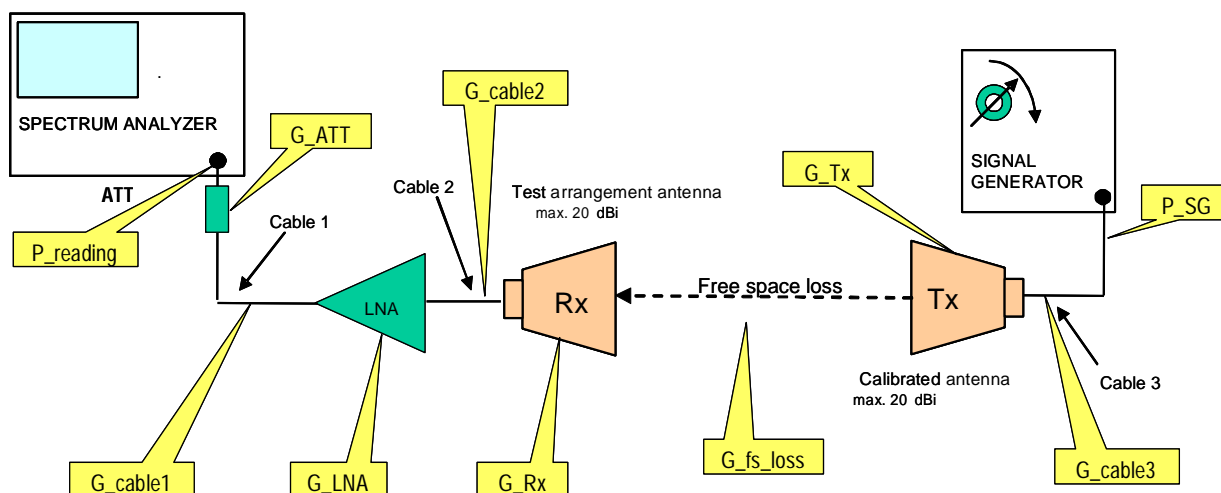 SPECTRUM ANALYZER
G_ATT
ATT
P_reading
Cable 1
G_cable2
Cable 2
Test arrangement antenna
max. 20 dBi
G_Tx
SIGNAL
GENERATOR
P_SG
LNA
Rx
Free space loss
Tx
Calibrated antenna
max. 20 dBi
Cable 3
G_cable1
G_LNA
G_Rx
G_fs_loss
G_cable3